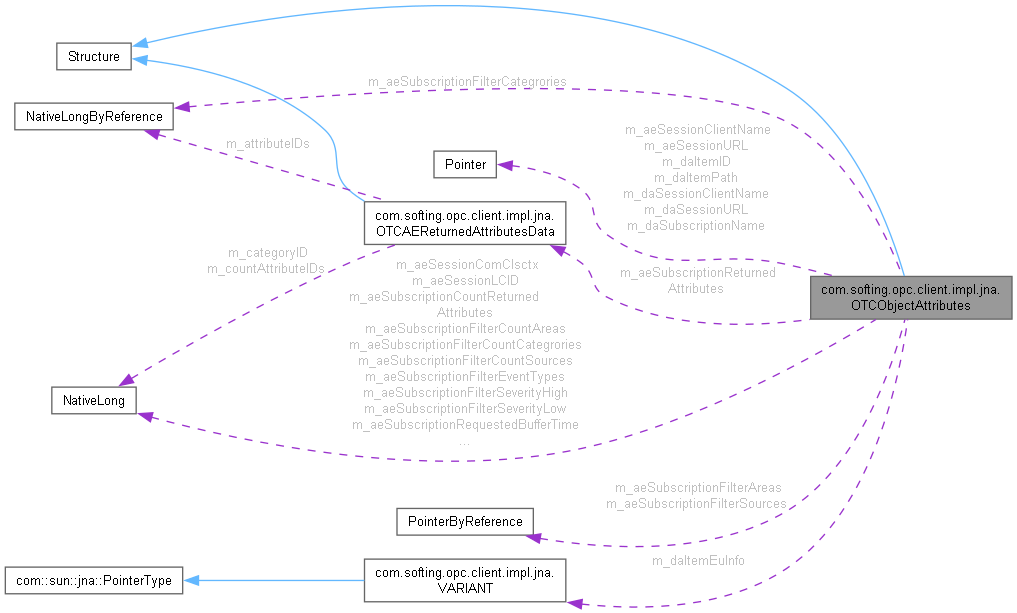 Structure
m_aeSubscriptionFilterCategrories
NativeLongByReference
m_aeSessionClientName
m_aeSessionURL
m_daItemID
m_daItemPath
m_daSessionClientName
m_daSessionURL
m_daSubscriptionName
m_attributeIDs
Pointer
com.softing.opc.client.impl.jna.
OTCAEReturnedAttributesData
m_categoryID
m_countAttributeIDs
m_aeSubscriptionReturned
Attributes
com.softing.opc.client.impl.jna.
OTCObjectAttributes
m_aeSessionComClsctx
m_aeSessionLCID
m_aeSubscriptionCountReturned
Attributes
m_aeSubscriptionFilterCountAreas
m_aeSubscriptionFilterCountCategrories
m_aeSubscriptionFilterCountSources
m_aeSubscriptionFilterEventTypes
m_aeSubscriptionFilterSeverityHigh
m_aeSubscriptionFilterSeverityLow
m_aeSubscriptionRequestedBufferTime
...
NativeLong
m_aeSubscriptionFilterAreas
m_aeSubscriptionFilterSources
PointerByReference
m_daItemEuInfo
com::sun::jna::PointerType
com.softing.opc.client.impl.jna.
VARIANT